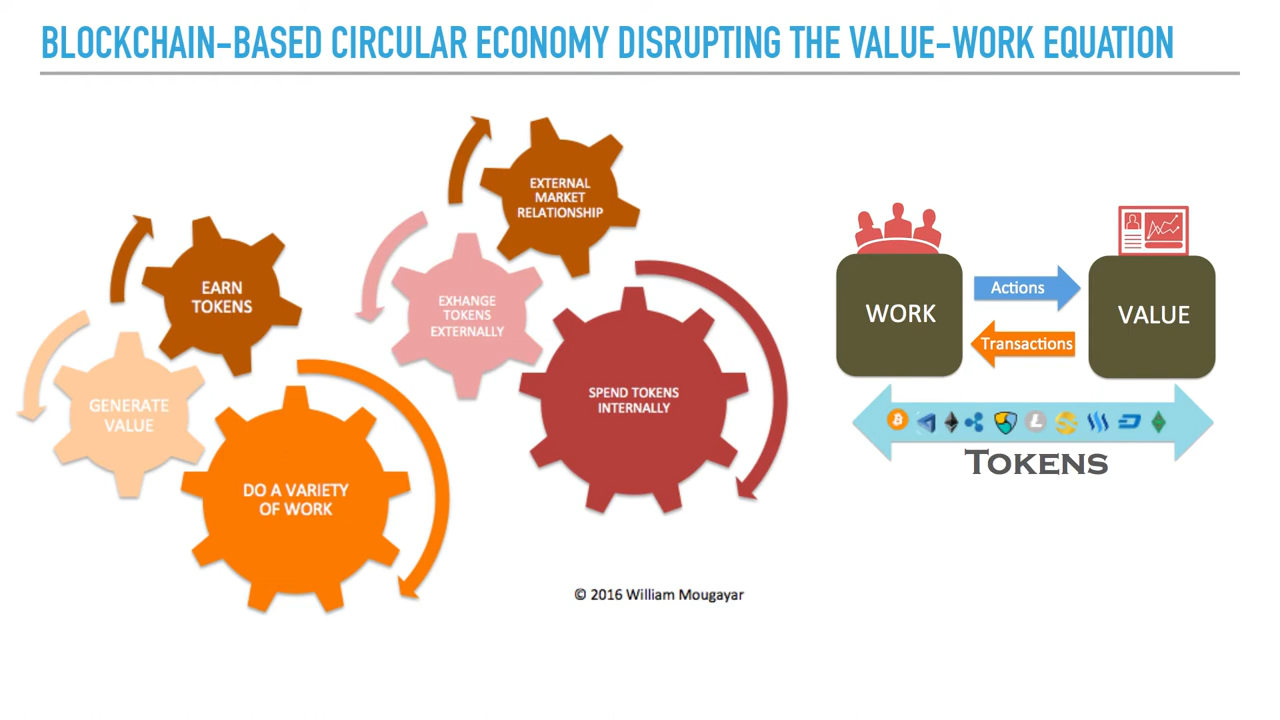 BLOCKCHAIN-BASED CIRCULAR ECONOMY DISRUPTING THE VALUE-WORK EQUATION
EXTERNAL
MARKET
RELATIONSHIP
EARN
TOKENS
EXHANGE
TOKENS
EXTERNALLY
GENERATE
VALUE
SPEND TOKENS
INTERNALLY
DO A VARIETY
OF WORK
WORK
Actions
VALUE
Transactions
TOKENS
© 2016 William Mougayar